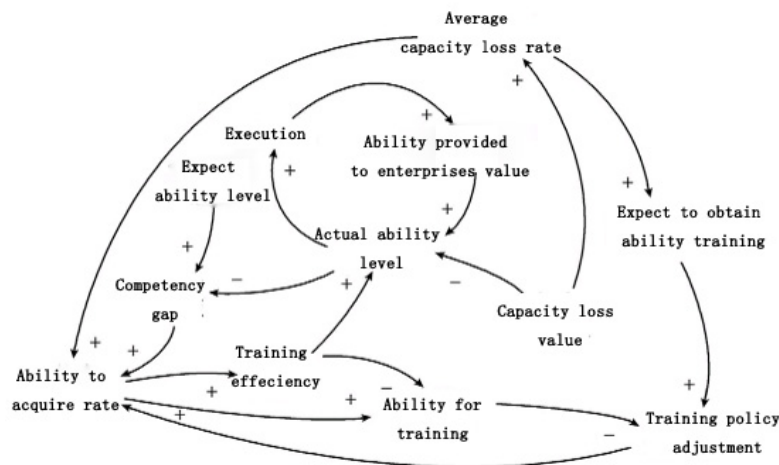 Average
capacity loss rate
+
+
Execution
+
Ability provided
to enterprises value
+
Expect
ability level
+
+
Expect to obtain
ability training
Actual ability
level
+
−
+
−
Competency
gap
Capacity loss
value
+
+
Training
effeciency
Ability to
acquire rate
+
+
−
+
Ability for
training
+
−
Training policy
adjustment